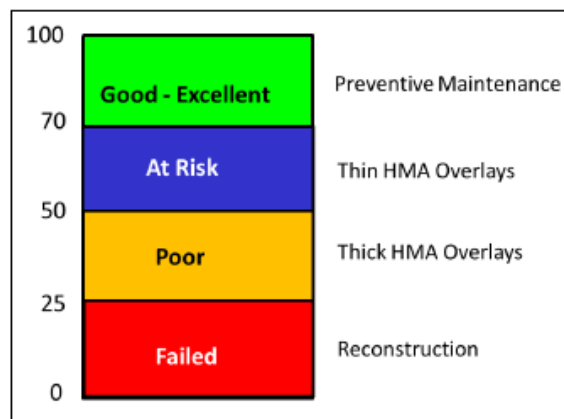 100
Good - Excellent
Preventive Maintenance
70
At Risk
Thin HMA Overlays
50
Poor
Thick HMA Overlays
25
Failed
Reconstruction
0